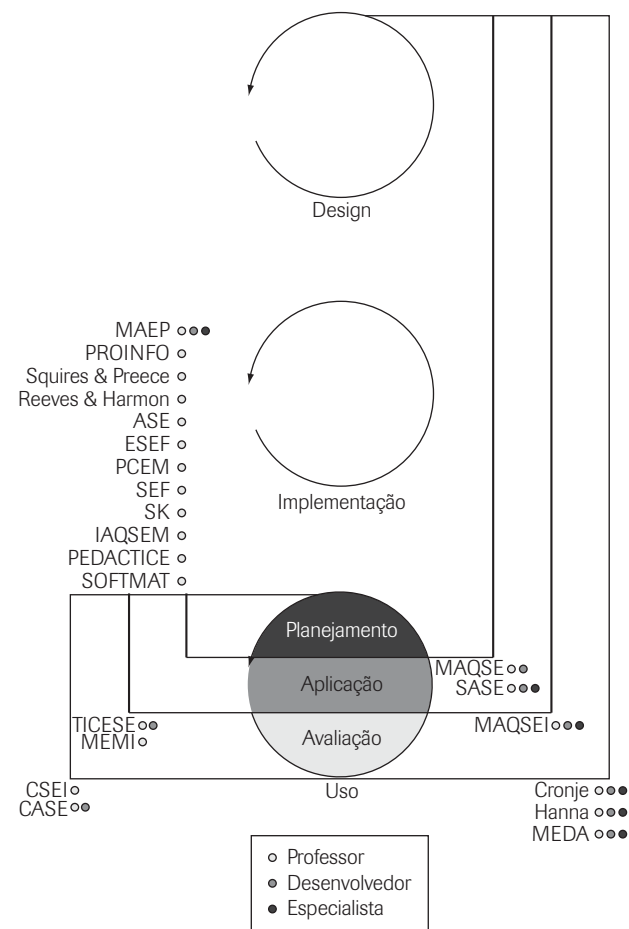 Design
MAEP
PROINFO
Squires & Preece
Reeves & Harmon
ASE
ESEF
PCEM
SEF
SK
IAQSEM
PEDACTICE
SOFTMAT
Implementação
Planejamento
Aplicação
Avaliação
MAQSE
SASE
TICESE
MEMI
MAQSEI
CSEI
CASE
Uso
Cronje
Hanna
MEDA
Professor
Desenvolvedor
Especialista